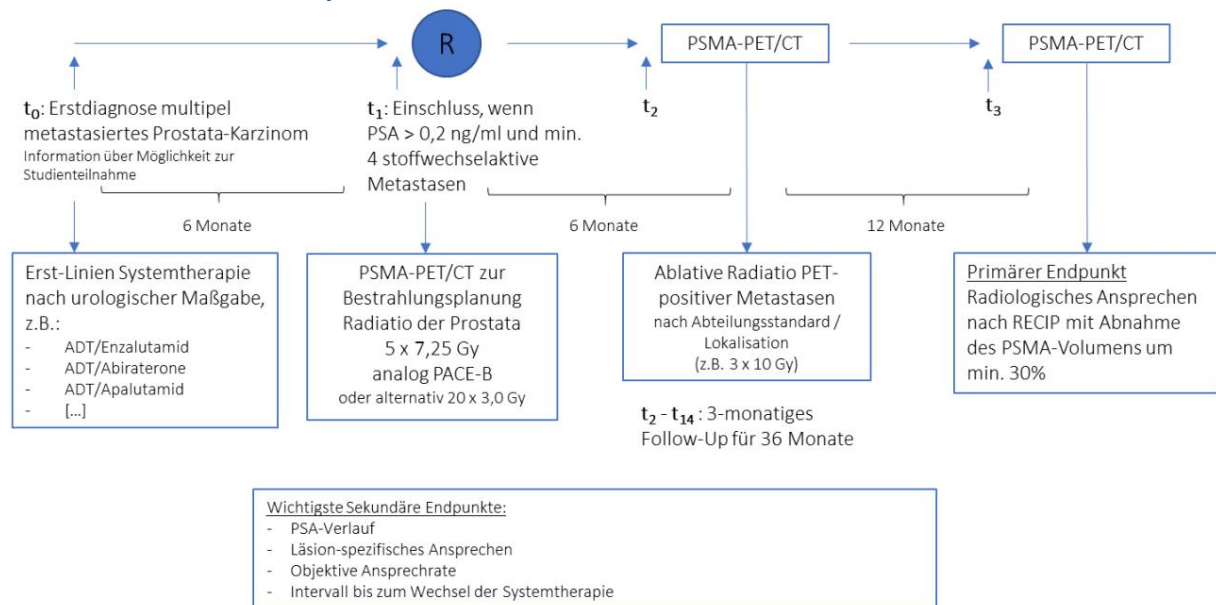 R
PSMA-PET/CT
PSMA-PET/CT
t₀: Erstdiagnose multipel
metastasiertes Prostata-Karzinom
Information über Möglichkeit zur
Studienteilnahme
t₁: Einschluss, wenn
PSA > 0,2 ng/ml und min.
4 stoffwechselaktive
Metastasen
t₂
t₃
6 Monate
6 Monate
12 Monate
Erst-Linien Systemtherapie
nach urologischer Maßgabe,
z.B.:
- ADT/Enzalutamid
- ADT/Abiraterone
- ADT/Apalutamid
- [...]
PSMA-PET/CT zur
Bestrahlungsplanung
Radiatio der Prostata
5 x 7,25 Gy
analog PACE-B
oder alternativ 20 x 3,0 Gy
Ablative Radiatio PET-
positiver Metastasen
nach Abteilungsstandard /
Lokalisation
(z.B. 3 x 10 Gy)
Primärer Endpunkt
Radiologisches Ansprechen
nach RECIP mit Abnahme
des PSMA-Volumens um
min. 30%
t₂ - t₁₄ : 3-monatiges
Follow-Up für 36 Monate
Wichtigste Sekundäre Endpunkte:
- PSA-Verlauf
- Läsion-spezifisches Ansprechen
- Objektive Ansprechrate
- Intervall bis zum Wechsel der Systemtherapie